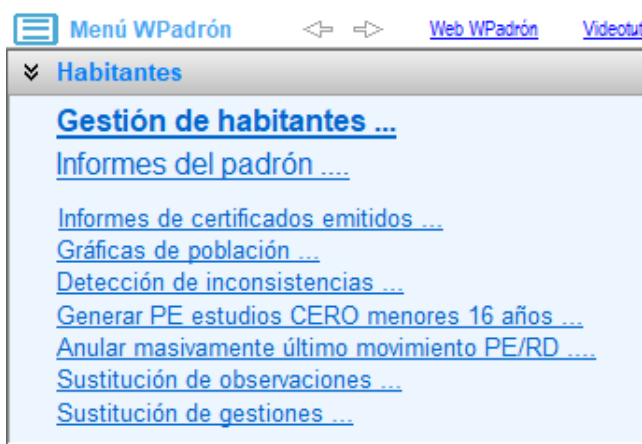 Menú WPadrón Web WPadrón Videotut
Habitantes
Gestión de habitantes ...
Informes del padrón ....
Informes de certificados emitidos ...
Gráficas de población ...
Detección de inconsistencias ...
Generar PE estudios CERO menores 16 años ...
Anular masivamente último movimiento PE/RD ....
Sustitución de observaciones ...
Sustitución de gestiones ...